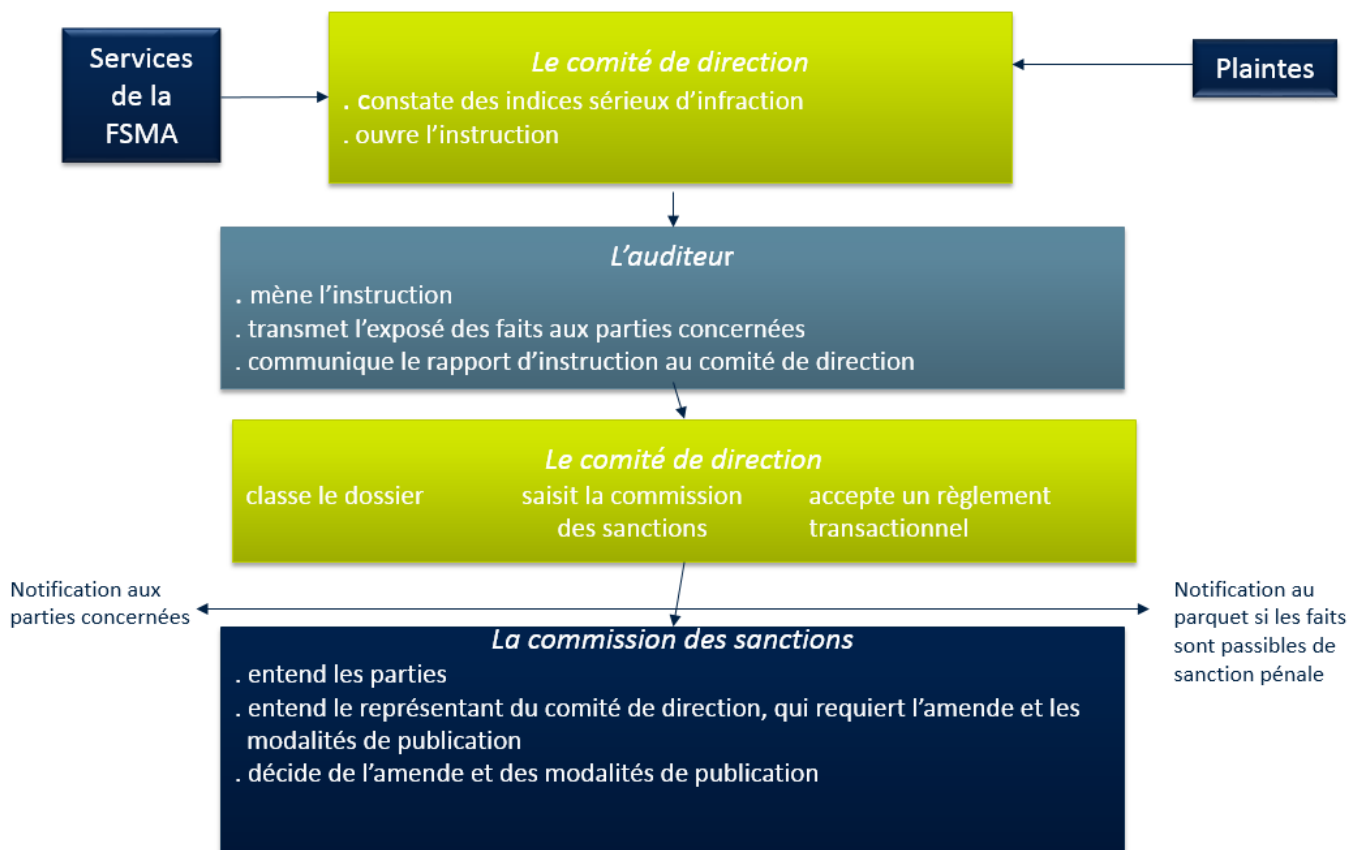 Services
de la
FSMA
Le comité de direction
. constate des indices sérieux d'infraction
. ouvre l'instruction
Plaintes
L'auditeur
. mène l'instruction
. transmet l'exposé des faits aux parties concernées
. communique le rapport d'instruction au comité de direction
Le comité de direction
classe le dossier
saisit la commission
des sanctions
accepte un règlement
transactionnel
Notification aux
parties concernées
Notification au
parquet si les faits
sont passibles de
sanction pénale
La commission des sanctions
. entend les parties
. entend le représentant du comité de direction, qui requiert l'amende et les
modalités de publication
. décide de l'amende et des modalités de publication